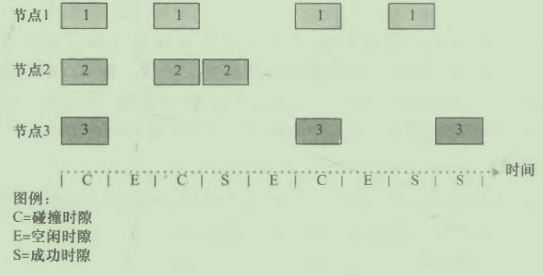 节点1 1 1 1 1
节点2 2 2 2
节点3 3 3 3
| C | E | C | S | E | C | E | S | S | 时间
图例：
C=碰撞时隙
E=空闲时隙
S=成功时隙